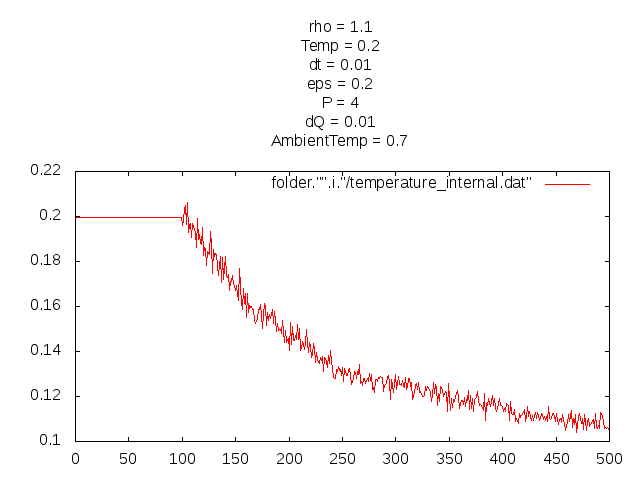 rho = 1.1
Temp = 0.2
dt = 0.01
eps = 0.2
P = 4
dQ = 0.01
AmbientTemp = 0.7
0.22
folder."".i."/temperature_internal.dat"
0.2
0.18
0.16
0.14
0.12
0.1
0 50 100 150 200 250 300 350 400 450 500